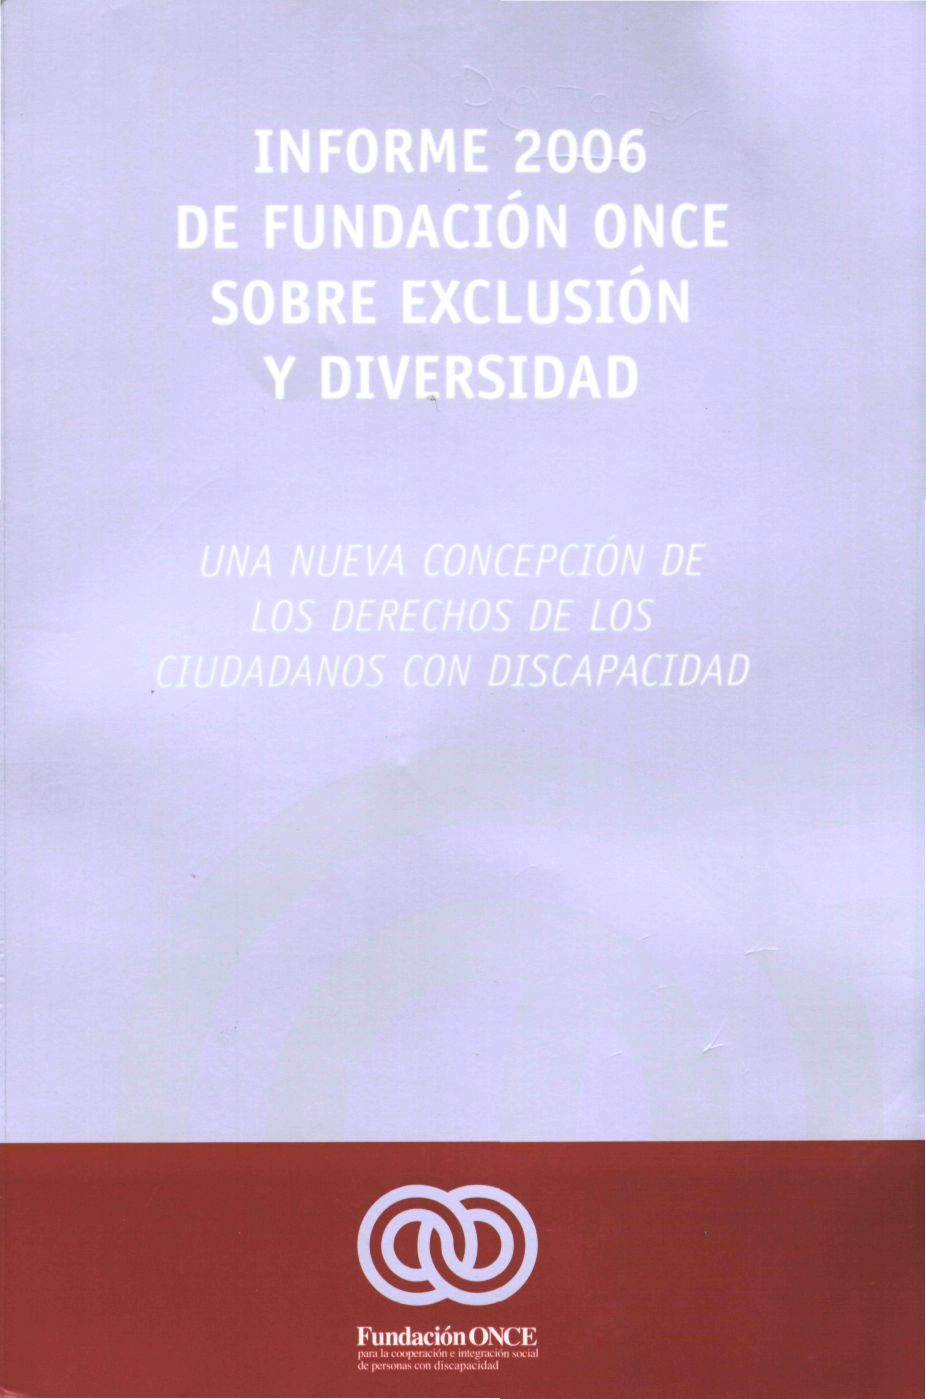 INFORME 2006
DE FUNDACIÓN ONCE
SOBRE EXCLUSIÓN
Y DIVERSIDAD
UNA NUEVA CONCEPCIÓN DE
LOS DERECHOS DE LOS
CIUDADANOS CON DISCAPACIDAD
Fundación ONCE
para la cooperación e integración social
de personas con discapacidad